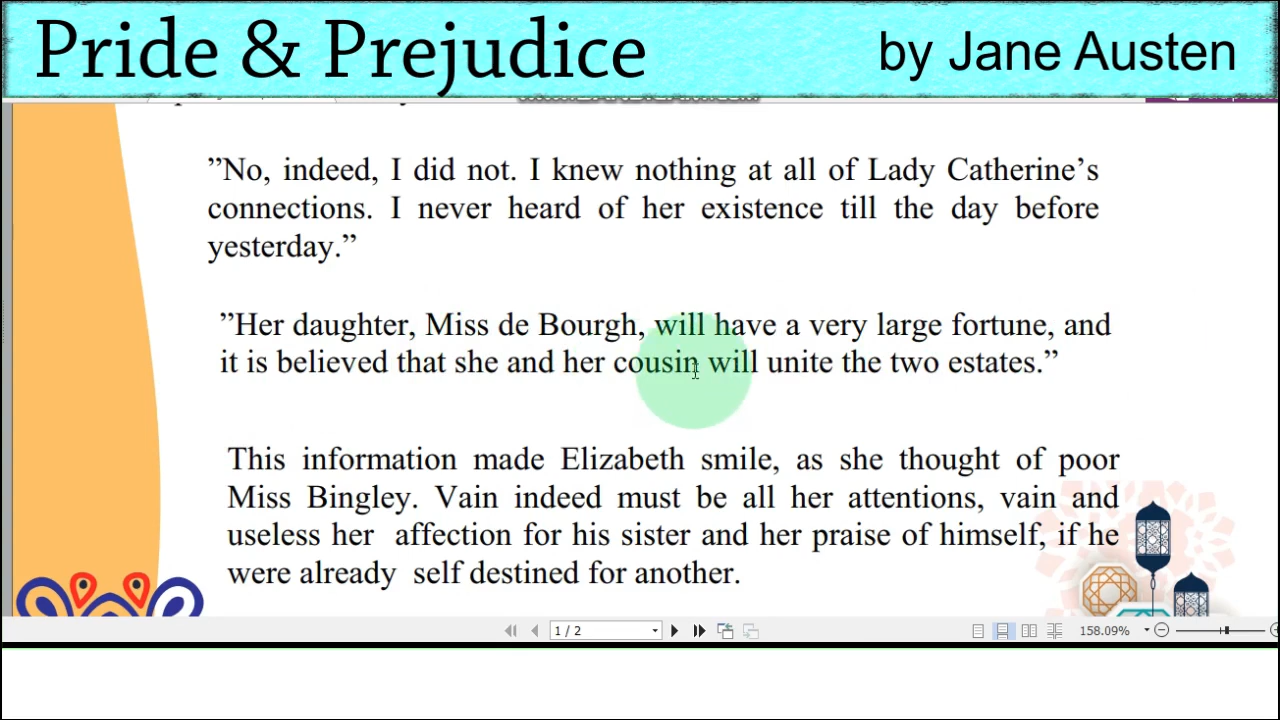 Pride & Prejudice by Jane Austen
”No, indeed, I did not. I knew nothing at all of Lady Catherine’s
connections. I never heard of her existence till the day before
yesterday.”
”Her daughter, Miss de Bourgh, will have a very large fortune, and
it is believed that she and her cousin will unite the two estates.”
This information made Elizabeth smile, as she thought of poor
Miss Bingley. Vain indeed must be all her attentions, vain and
useless her affection for his sister and her praise of himself, if he
were already self destined for another.
1 / 2
158.09%